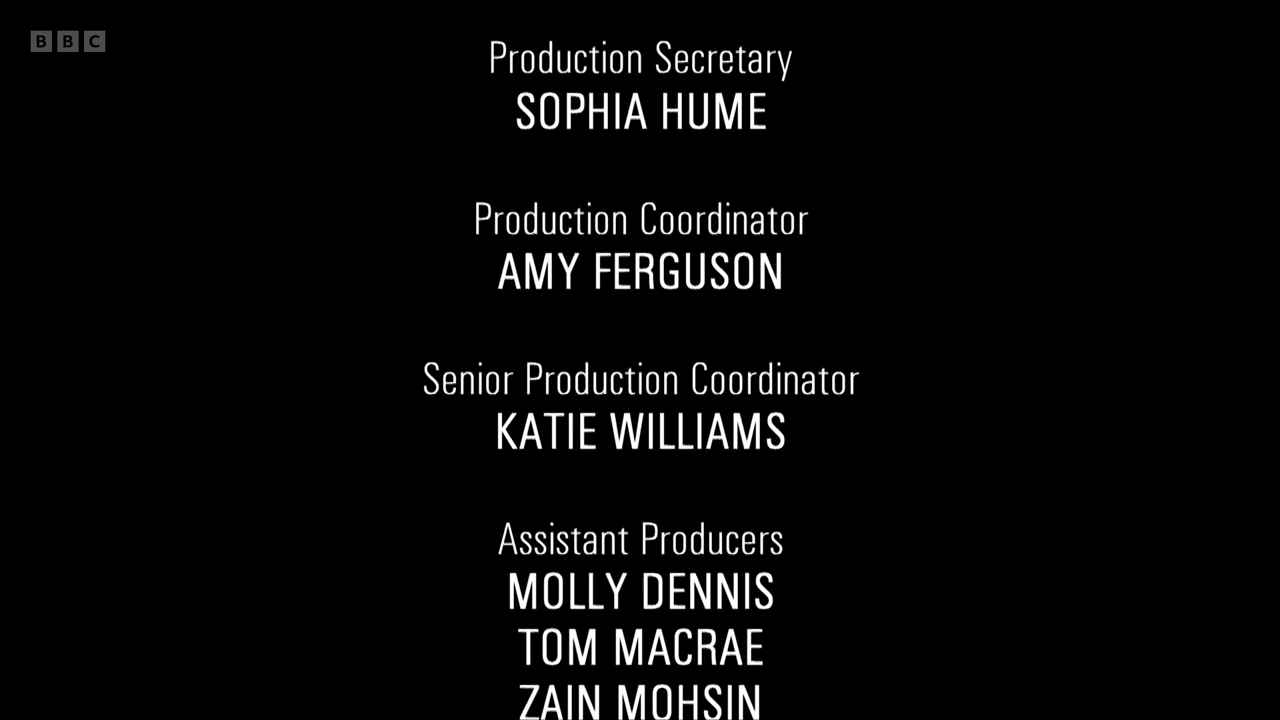 BBC
Production Secretary
SOPHIA HUME
Production Coordinator
AMY FERGUSON
Senior Production Coordinator
KATIE WILLIAMS
Assistant Producers
MOLLY DENNIS
TOM MACRAE
ZAIN MOHSIN